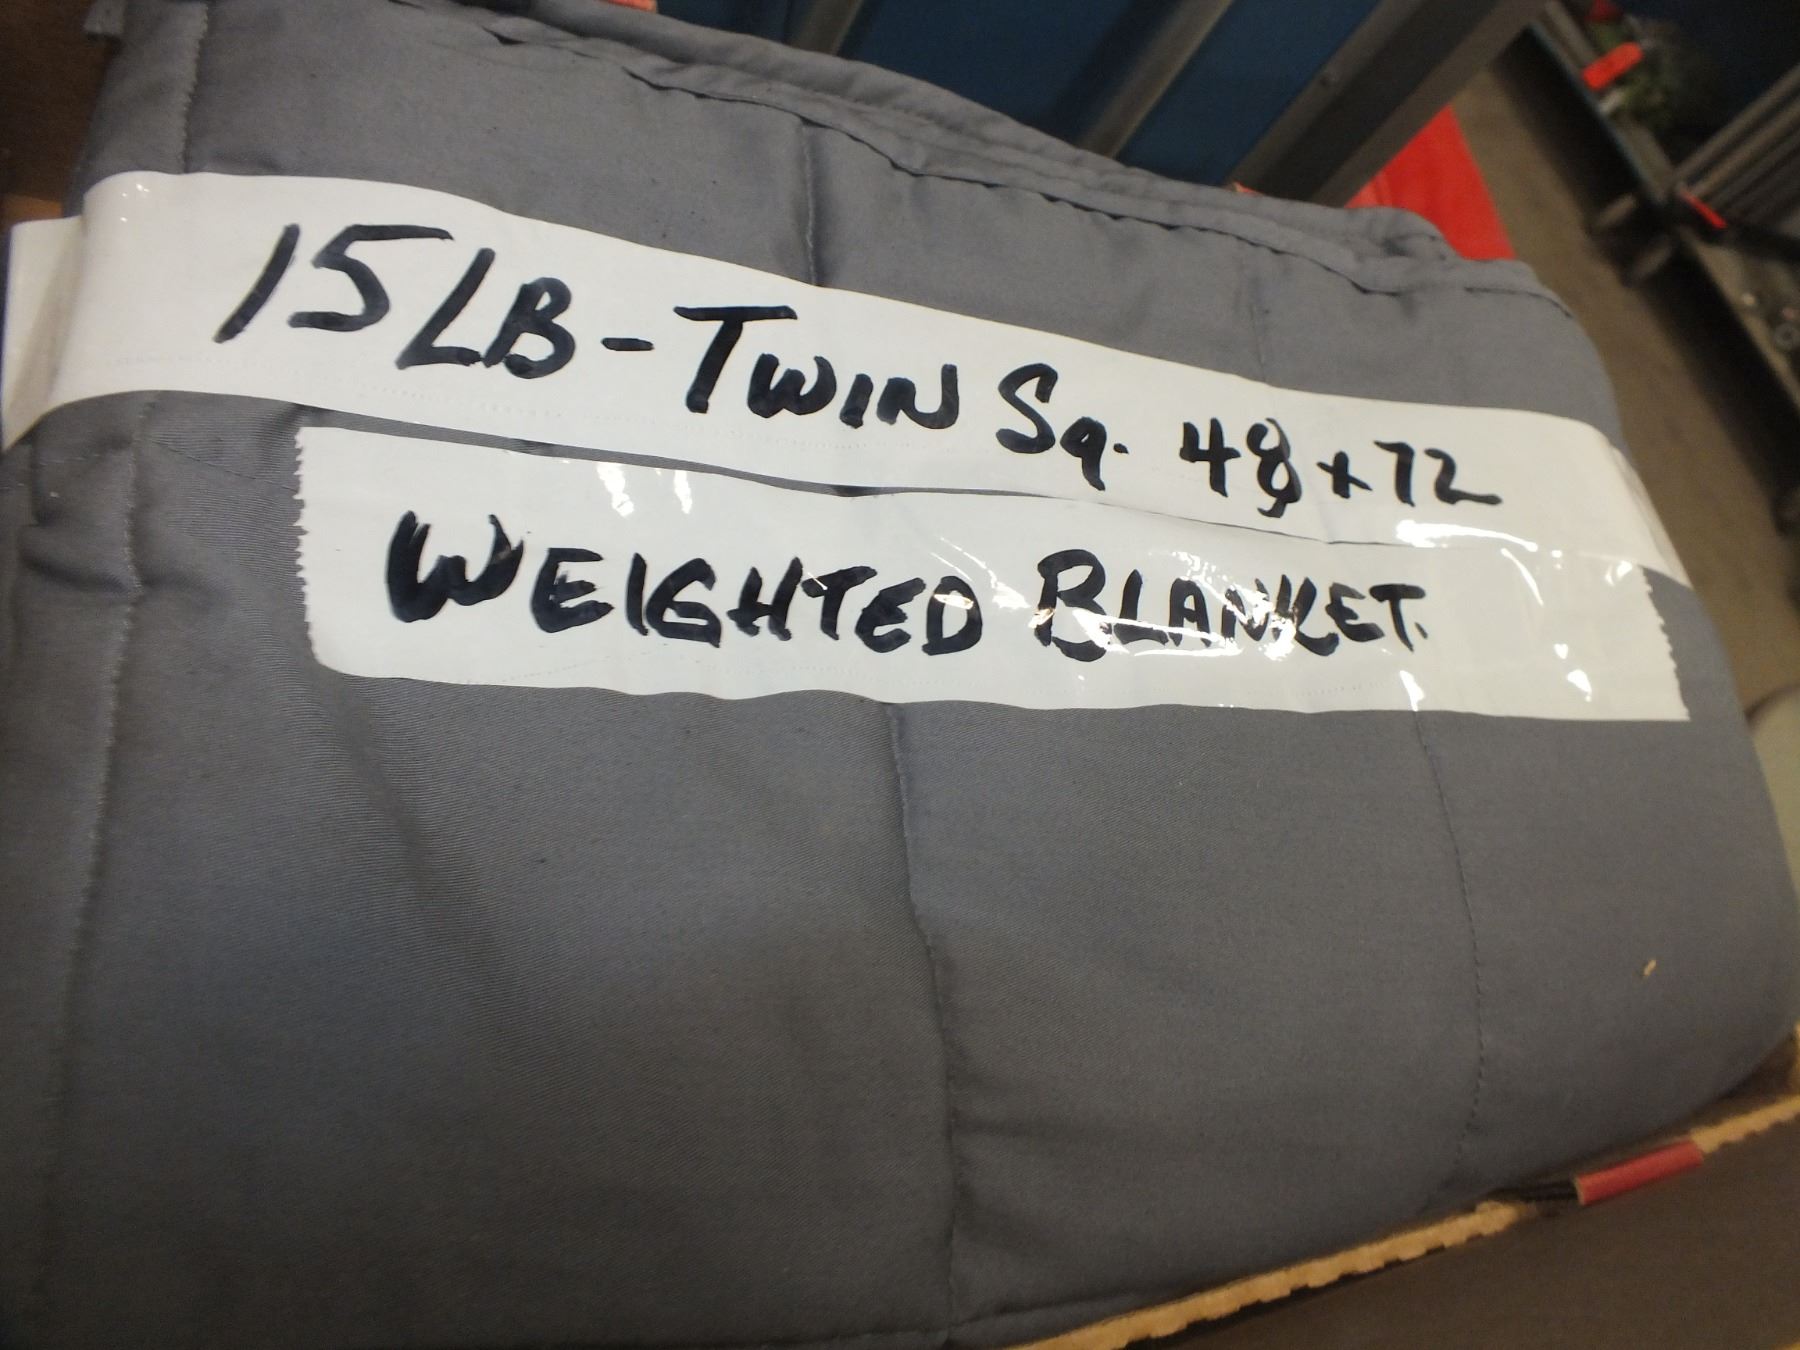 15LB-TWIN Sq. 48x72
WEIGHTED BLANKET.